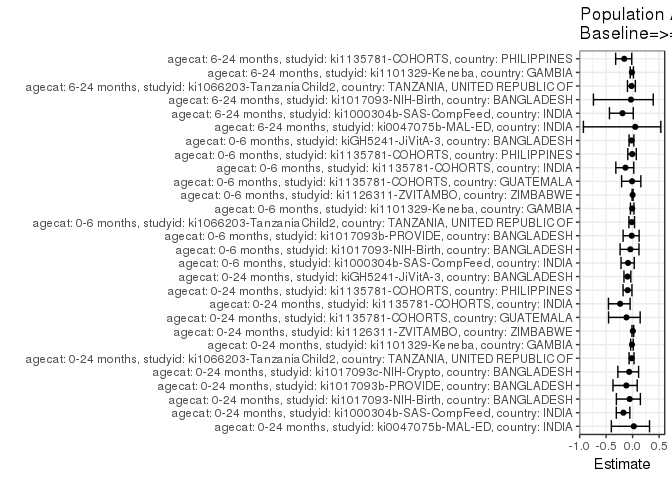 Population
Baseline=>=
agecat: 6-24 months, studyid: ki1135781-COHORTS, country: PHILIPPINES
agecat: 6-24 months, studyid: ki1101329-Keneba, country: GAMBIA
agecat: 6-24 months, studyid: ki1066203-TanzaniaChild2, country: TANZANIA, UNITED REPUBLIC OF
agecat: 6-24 months, studyid: ki1017093-NIH-Birth, country: BANGLADESH
agecat: 6-24 months, studyid: ki1000304b-SAS-CompFeed, country: INDIA
agecat: 6-24 months, studyid: ki0047075b-MAL-ED, country: INDIA
agecat: 0-6 months, studyid: kiGH5241-JiVitA-3, country: BANGLADESH
agecat: 0-6 months, studyid: ki1135781-COHORTS, country: PHILIPPINES
agecat: 0-6 months, studyid: ki1135781-COHORTS, country: INDIA
agecat: 0-6 months, studyid: ki1135781-COHORTS, country: GUATEMALA
agecat: 0-6 months, studyid: ki1126311-ZVITAMBO, country: ZIMBABWE
agecat: 0-6 months, studyid: ki1101329-Keneba, country: GAMBIA
agecat: 0-6 months, studyid: ki1066203-TanzaniaChild2, country: TANZANIA, UNITED REPUBLIC OF
agecat: 0-6 months, studyid: ki1017093b-PROVIDE, country: BANGLADESH
agecat: 0-6 months, studyid: ki1017093-NIH-Birth, country: BANGLADESH
agecat: 0-6 months, studyid: ki1000304b-SAS-CompFeed, country: INDIA
agecat: 0-24 months, studyid: kiGH5241-JiVitA-3, country: BANGLADESH
agecat: 0-24 months, studyid: ki1135781-COHORTS, country: PHILIPPINES
agecat: 0-24 months, studyid: ki1135781-COHORTS, country: INDIA
agecat: 0-24 months, studyid: ki1135781-COHORTS, country: GUATEMALA
agecat: 0-24 months, studyid: ki1126311-ZVITAMBO, country: ZIMBABWE
agecat: 0-24 months, studyid: ki1101329-Keneba, country: GAMBIA
agecat: 0-24 months, studyid: ki1066203-TanzaniaChild2, country: TANZANIA, UNITED REPUBLIC OF
agecat: 0-24 months, studyid: ki1017093c-NIH-Crypto, country: BANGLADESH
agecat: 0-24 months, studyid: ki1017093b-PROVIDE, country: BANGLADESH
agecat: 0-24 months, studyid: ki1017093-NIH-Birth, country: BANGLADESH
agecat: 0-24 months, studyid: ki1000304b-SAS-CompFeed, country: INDIA
agecat: 0-24 months, studyid: ki0047075b-MAL-ED, country: INDIA
-1.0 -0.5 0.0 0.5
Estimate